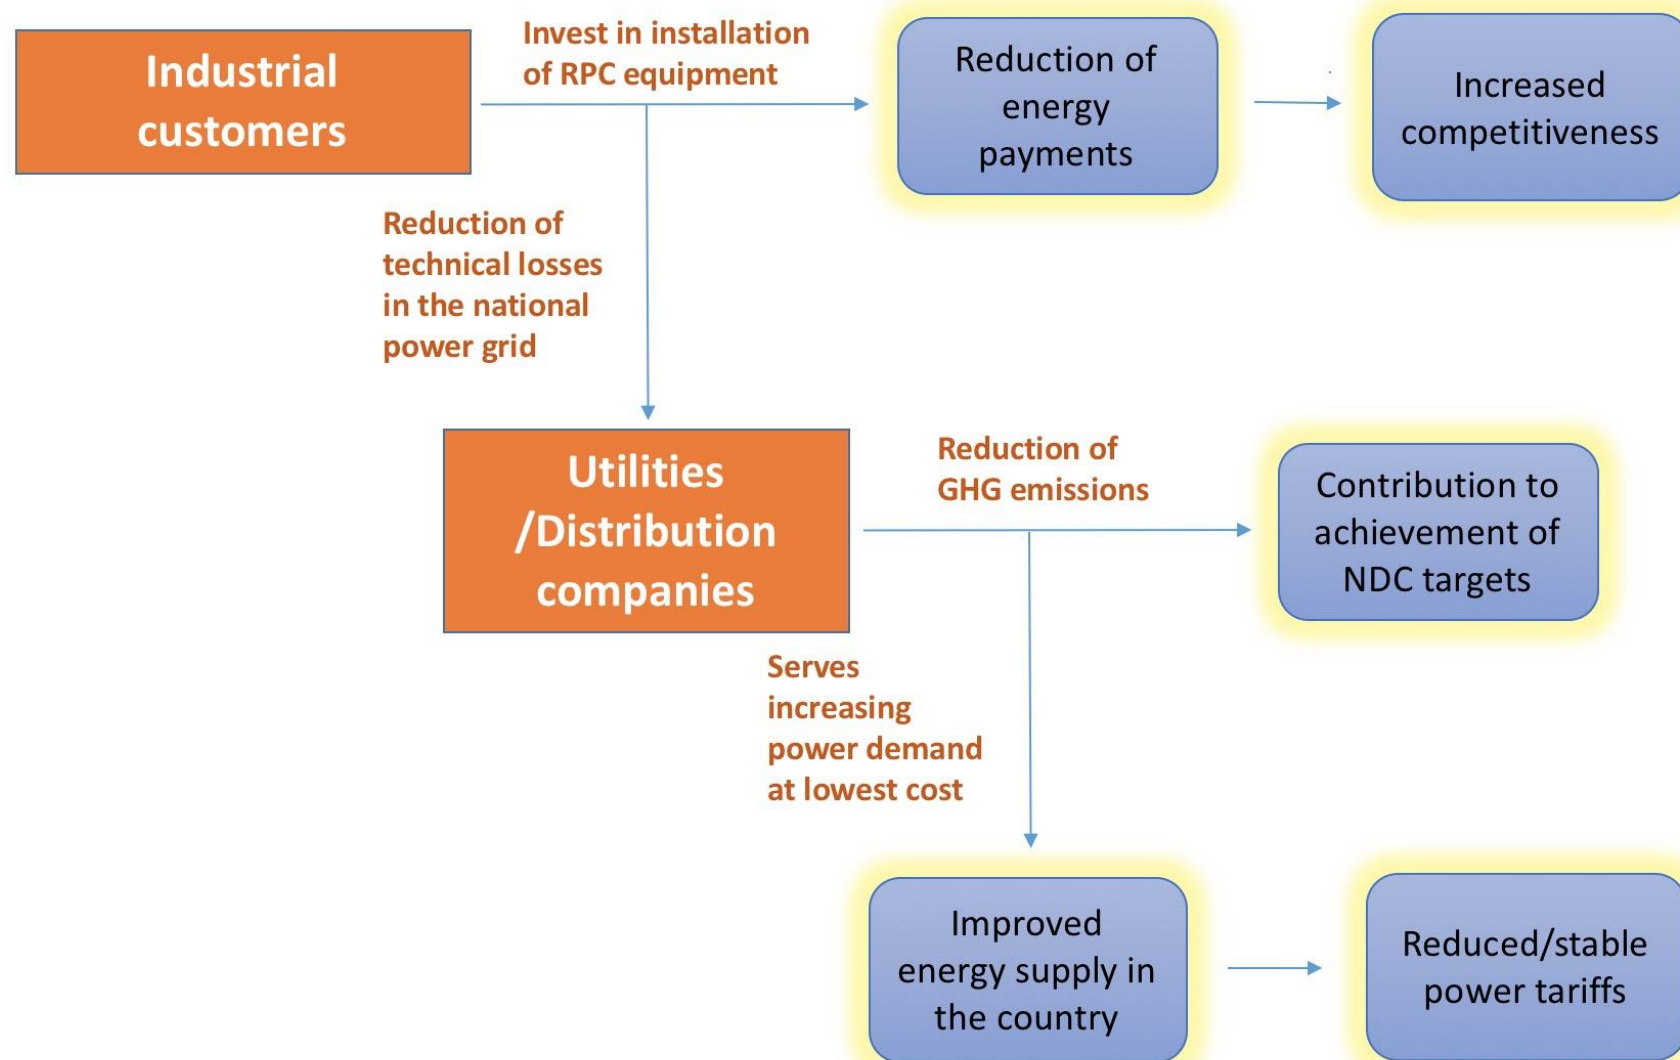 Industrial
customers
Invest in installation
of RPC equipment
Reduction of
energy
payments
Increased
competitiveness
Reduction of
technical losses
in the national
power grid
Utilities
/Distribution
companies
Reduction of
GHG emissions
Contribution to
achievement of
NDC targets
Serves
increasing
power demand
at lowest cost
Improved
energy supply in
the country
Reduced/stable
power tariffs